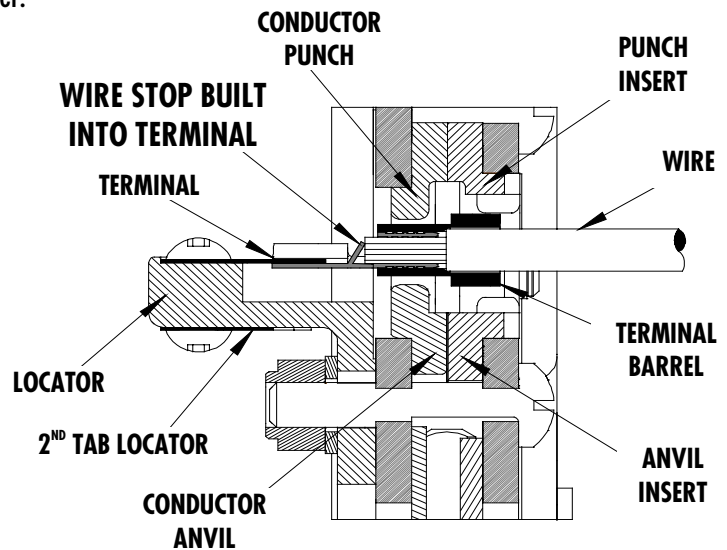 CONDUCTOR
PUNCH
PUNCH
INSERT
WIRE STOP BUILT
INTO TERMINAL
WIRE
TERMINAL
TERMINAL
BARREL
LOCATOR
2ND TAB LOCATOR
ANVIL
INSERT
CONDUCTOR
ANVIL